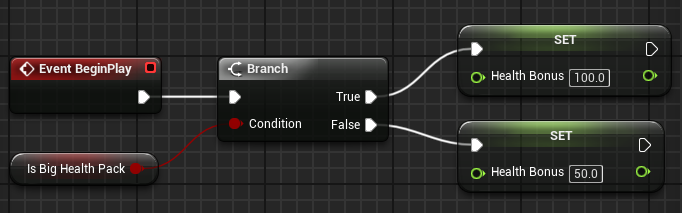 Event BeginPlay
Is Big Health Pack
Branch
True
Condition
False
SET
Health Bonus 100.0
SET
Health Bonus 50.0